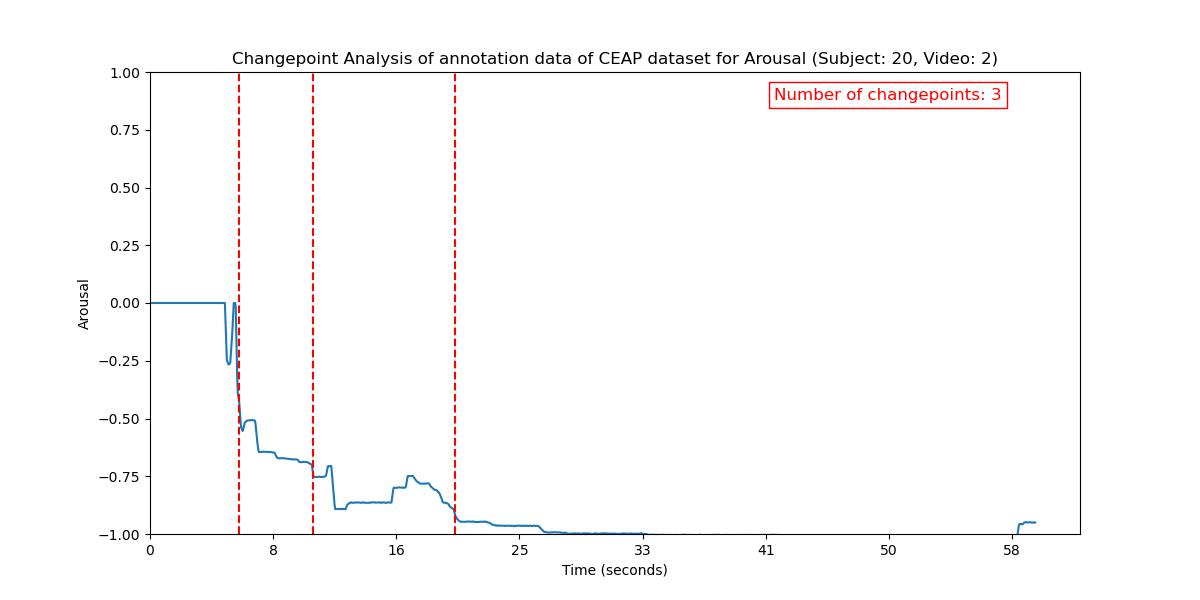 Changepoint Analysis of annotation data of CEAP dataset for Arousal (Subject: 20, Video: 2)
Number of changepoints: 3
1.00
0.75
0.50
0.25
0.00
−0.25
−0.50
−0.75
−1.00
Arousal
0 8 16 25 33 41 50 58
Time (seconds)